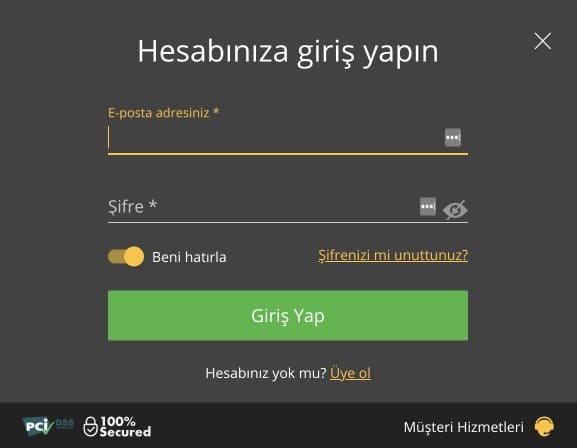 Hesabınıza giriş yapın
E-posta adresiniz *
Şifre *
Beni hatırla
Şifrenizi mi unuttunuz?
Giriş Yap
Hesabınız yok mu? Üye ol
PCI DSS
100%
Secured
Müşteri Hizmetleri